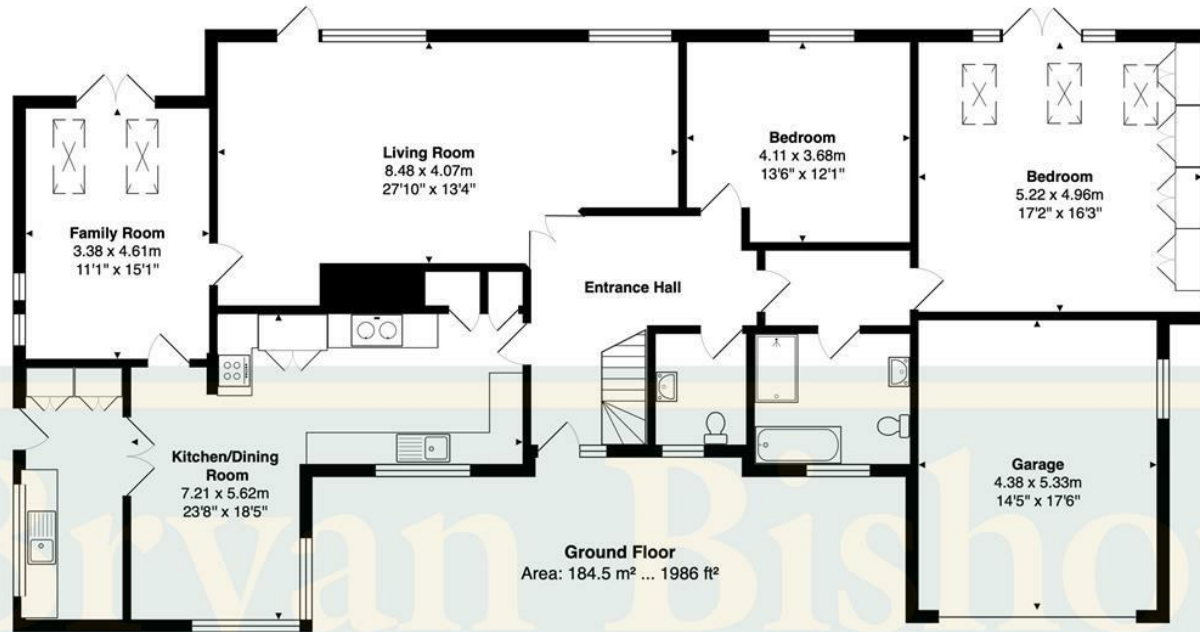 Living Room
8.48 x 4.07m
27'10" x 13'4"
Bedroom
4.11 x 3.68m
13'6" x 12'1"
Bedroom
5.22 x 4.96m
17'2" x 16'3"
Family Room
3.38 x 4.61m
11'1" x 15'1"
Entrance Hall
Kitchen/Dining
Room
7.21 x 5.62m
23'8" x 18'5"
Garage
4.38 x 5.33m
14'5" x 17'6"
Ground Floor
Area: 184.5 m² ... 1986 ft²
Bryan Bisho